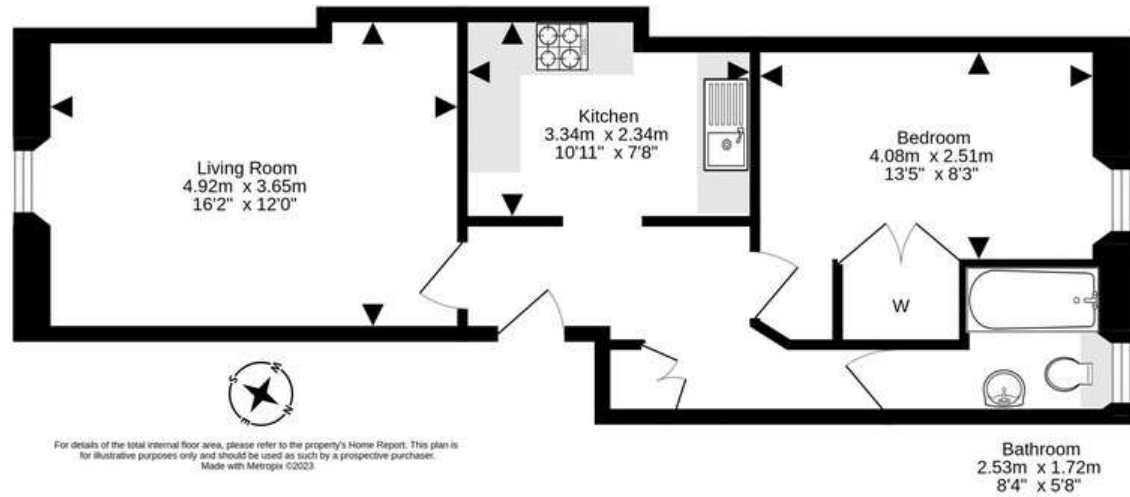 Living Room
4.92m x 3.65m
16'2" x 12'0"
Kitchen
3.34m x 2.34m
10'11" x 7'8"
Bedroom
4.08m x 2.51m
13'5" x 8'3"
W
Bathroom
2.53m x 1.72m
8'4" x 5'8"
S
W
E
N
For details of the total internal floor area, please refer to the property's Home Report. This plan is
for illustrative purposes only and should be used as such by a prospective purchaser.
Made with Metropix ©2023